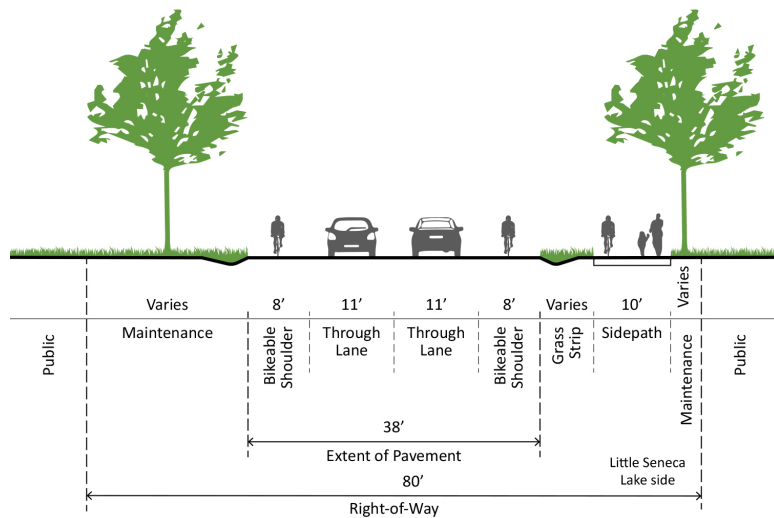 Varies
8’
11’
11’
8’
Varies
10’
Varies
Public
Maintenance
Bikeable
Shoulder
Through
Lane
Through
Lane
Bikeable
Shoulder
Grass
Strip
Sidepath
Maintenance
Public
38’
Extent of Pavement
Little Seneca
Lake side
80’
Right-of-Way